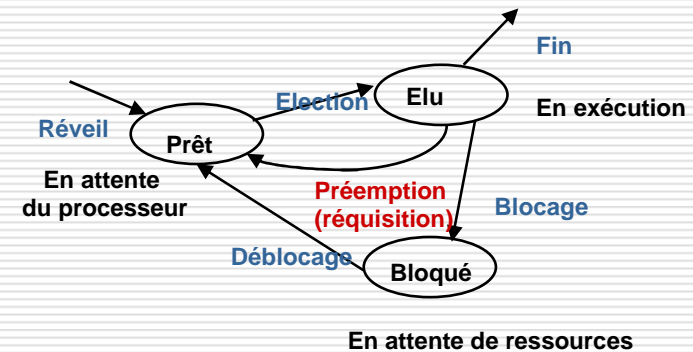 Fin
Election
Elu
En exécution
Réveil
Prêt
En attente
du processeur
Préemption
(réquisition)
Blocage
Déblocage
Bloqué
En attente de ressources